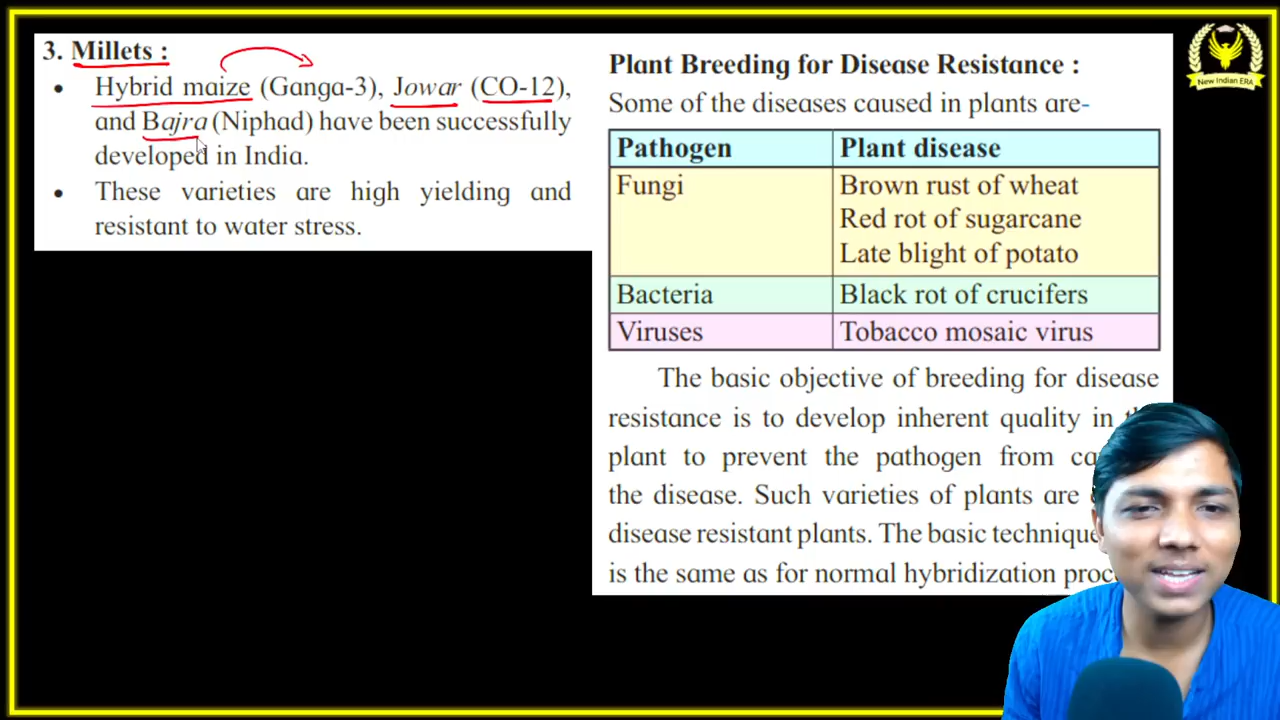 3. Millets :
• Hybrid maize (Ganga-3), Jowar (CO-12),
and Bajra (Niphad) have been successfully
developed in India.
• These varieties are high yielding and
resistant to water stress.
Plant Breeding for Disease Resistance :
Some of the diseases caused in plants are-
Pathogen Plant disease
Fungi Brown rust of wheat
Red rot of sugarcane
Late blight of potato
Bacteria Black rot of crucifers
Viruses Tobacco mosaic virus
The basic objective of breeding for disease
resistance is to develop inherent quality in
plant to prevent the pathogen from
the disease. Such varieties of plants are
disease resistant plants. The basic technique
is the same as for normal hybridization
New Indian ERA